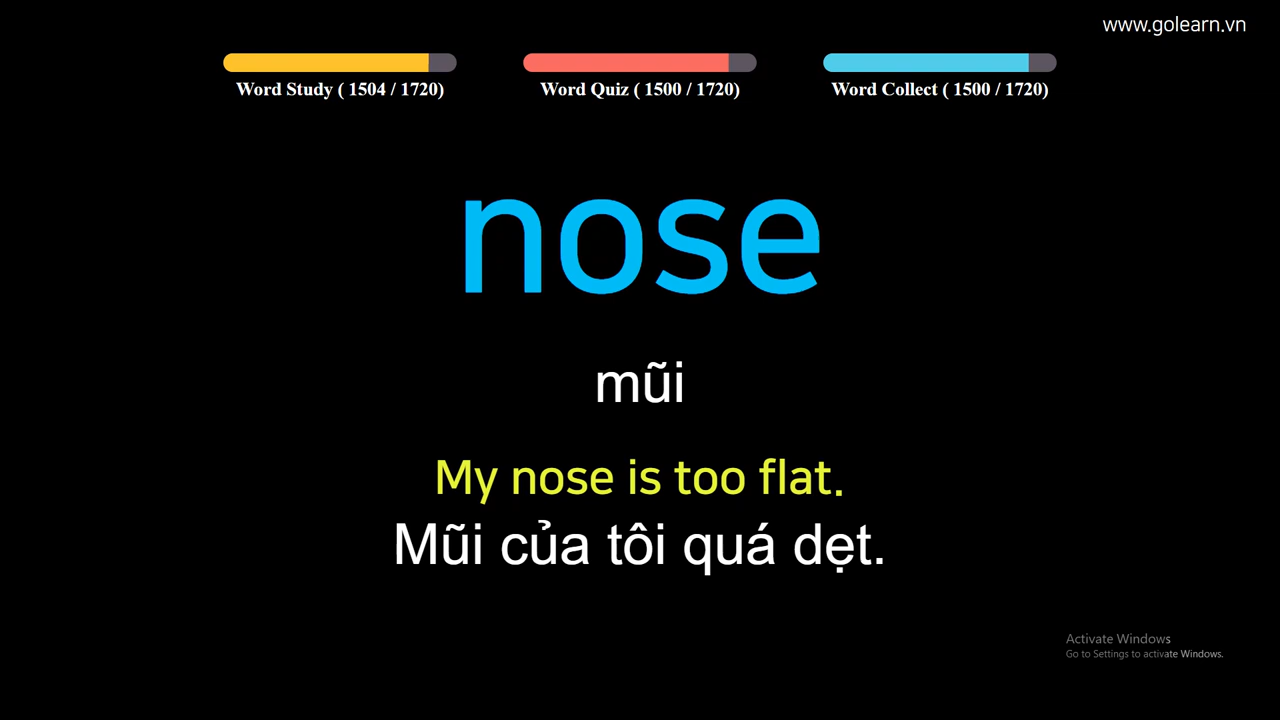 www.golearn.vn
Word Study ( 1504 / 1720)
Word Quiz ( 1500 / 1720)
Word Collect ( 1500 / 1720)
nose
mũi
My nose is too flat.
Mũi của tôi quá dẹt.
Activate Windows
Go to Settings to activate Windows.